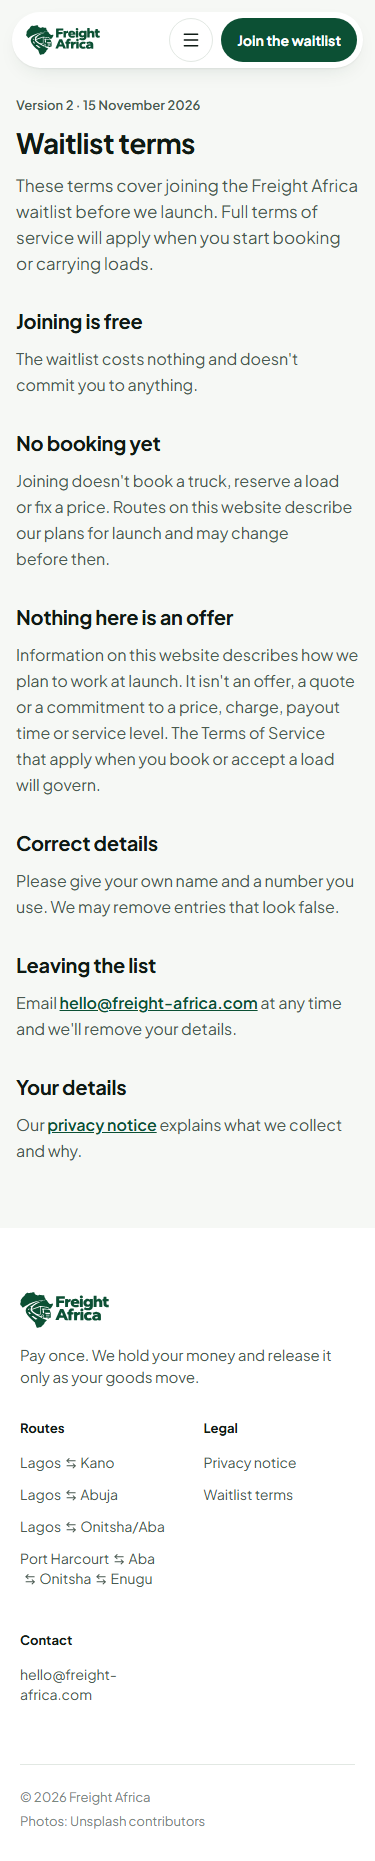 Freight
Africa
Join the waitlist
Version 2 · 15 November 2026
Waitlist terms
These terms cover joining the Freight Africa
waitlist before we launch. Full terms of
service will apply when you start booking
or carrying loads.
Joining is free
The waitlist costs nothing and doesn't
commit you to anything.
No booking yet
Joining doesn't book a truck, reserve a load
or fix a price. Routes on this website describe
our plans for launch and may change
before then.
Nothing here is an offer
Information on this website describes how we
plan to work at launch. It isn't an offer, a quote
or a commitment to a price, charge, payout
time or service level. The Terms of Service
that apply when you book or accept a load
will govern.
Correct details
Please give your own name and a number you
use. We may remove entries that look false.
Leaving the list
Email hello@freight-africa.com at any time
and we'll remove your details.
Your details
Our privacy notice explains what we collect
and why.
Freight
Africa
Pay once. We hold your money and release it
only as your goods move.
Routes
Lagos ⇆ Kano
Lagos ⇆ Abuja
Lagos ⇆ Onitsha/Aba
Port Harcourt ⇆ Aba
⇆ Onitsha ⇆ Enugu
Legal
Privacy notice
Waitlist terms
Contact
hello@freight-
africa.com
© 2026 Freight Africa
Photos: Unsplash contributors